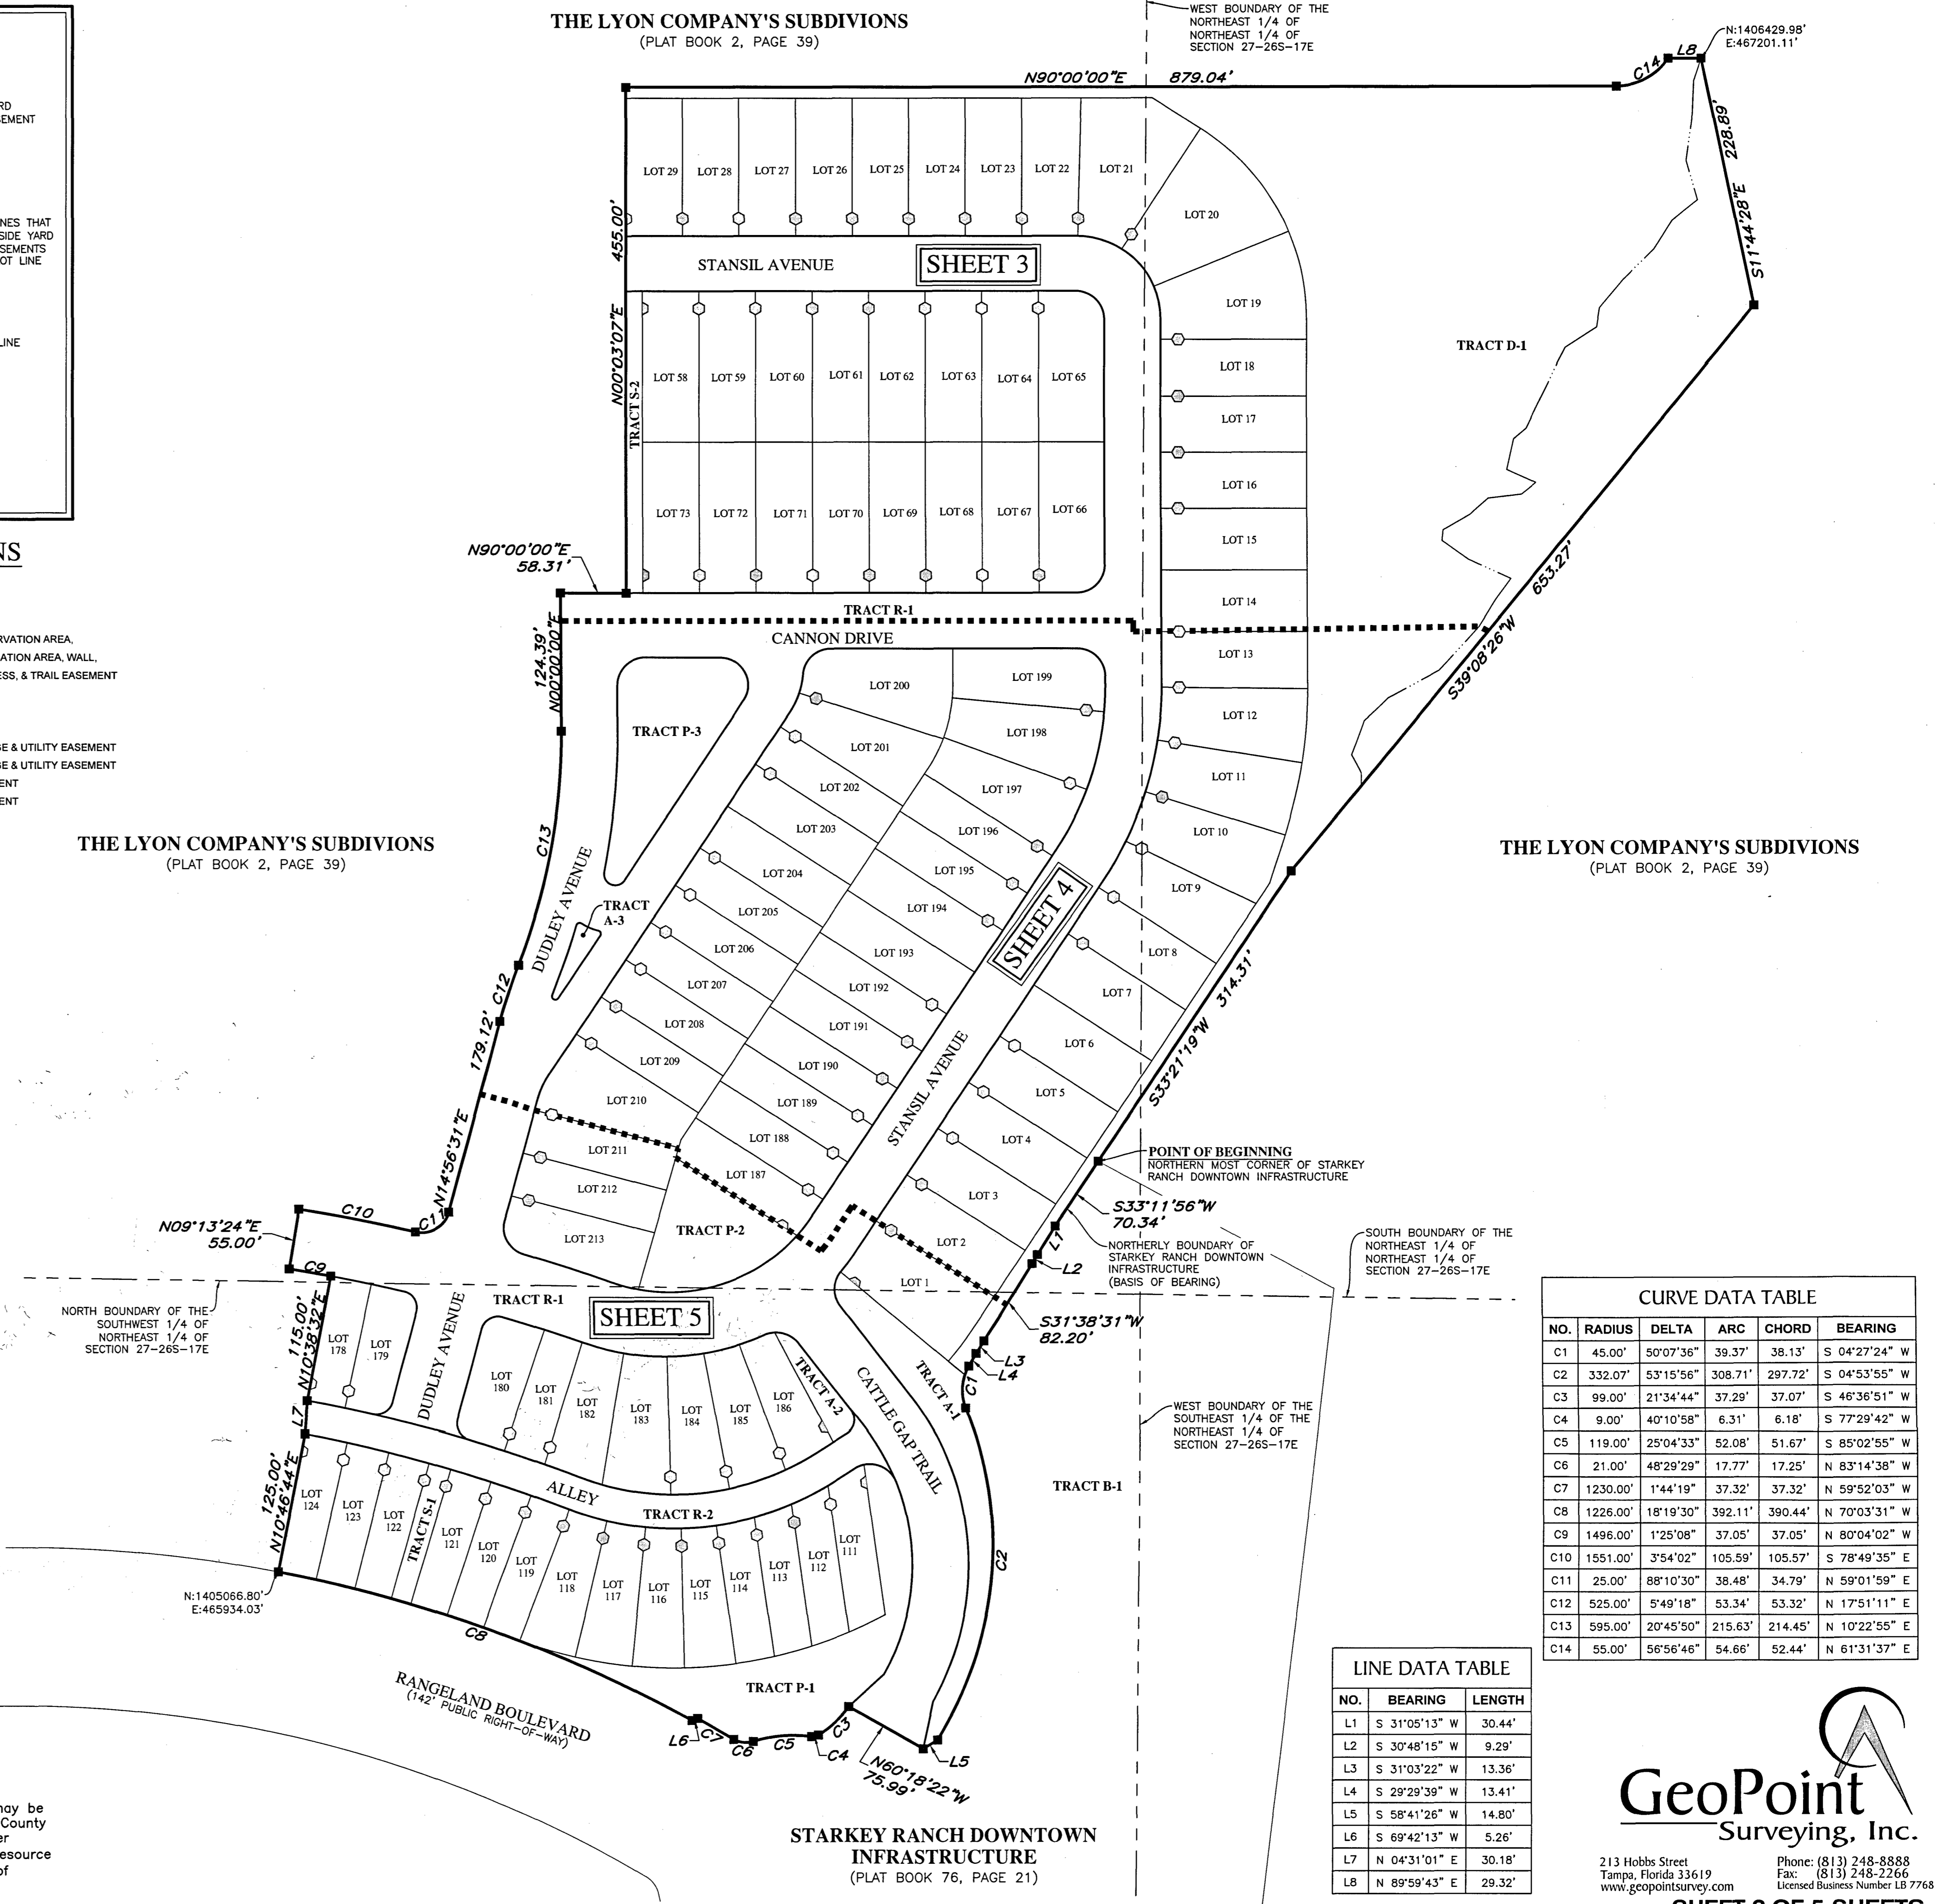 THE LYON COMPANY'S SUBDIVIONS
(PLAT BOOK 2, PAGE 39)
WEST BOUNDARY OF THE
NORTHEAST 1/4 OF
NORTHEAST 1/4 OF
SECTION 27-26S-17E
N:1406429.98'
E:467201.11'
N90°00'00"E 879.04'
C14
L8
228.89'
S11°44'28"E
RD
SEMENT
NES THAT
SIDE YARD
SEMENTS
OT LINE
LINE
NS
RVATION AREA,
ATION AREA, WALL,
ESS, & TRAIL EASEMENT
GE & UTILITY EASEMENT
GE & UTILITY EASEMENT
ENT
ENT
LOT 29
LOT 28
LOT 27
LOT 26
LOT 25
LOT 24
LOT 23
LOT 22
LOT 21
LOT 20
455.00'
N00°03'07"E
STANSIL AVENUE
SHEET 3
LOT 19
LOT 18
LOT 17
LOT 16
LOT 15
LOT 14
LOT 13
LOT 12
LOT 11
LOT 10
LOT 9
LOT 8
LOT 7
LOT 6
LOT 5
LOT 4
LOT 3
LOT 2
LOT 1
TRACT D-1
TRACT S-2
LOT 58
LOT 59
LOT 60
LOT 61
LOT 62
LOT 63
LOT 64
LOT 65
LOT 73
LOT 72
LOT 71
LOT 70
LOT 69
LOT 68
LOT 67
LOT 66
N90°00'00"E
58.31'
653.27'
S39°08'26"W
TRACT R-1
CANNON DRIVE
124.39'
N00°00'00"E
TRACT P-3
LOT 200
LOT 199
LOT 201
LOT 198
LOT 202
LOT 197
LOT 203
LOT 196
LOT 204
LOT 195
LOT 205
LOT 194
LOT 206
LOT 193
LOT 207
LOT 192
LOT 208
LOT 191
LOT 209
LOT 190
LOT 210
LOT 189
LOT 211
LOT 188
LOT 212
LOT 187
LOT 213
THE LYON COMPANY'S SUBDIVIONS
(PLAT BOOK 2, PAGE 39)
THE LYON COMPANY'S SUBDIVIONS
(PLAT BOOK 2, PAGE 39)
C13
DUDLEY AVENUE
TRACT
A-3
SHEET 4
C12
179.12'
N14°56'31"E
STANSIL AVENUE
314.31'
S33°21'19"W
POINT OF BEGINNING
NORTHERN MOST CORNER OF STARKEY
RANCH DOWNTOWN INFRASTRUCTURE
S33°11'56"W
70.34'
NORTHERLY BOUNDARY OF
STARKEY RANCH DOWNTOWN
INFRASTRUCTURE
(BASIS OF BEARING)
SOUTH BOUNDARY OF THE
NORTHEAST 1/4 OF
NORTHEAST 1/4 OF
SECTION 27-26S-17E
L1
L2
S31°38'31"W
82.20'
L3
L4
C10
C11
N09°13'24"E
55.00'
C9
TRACT P-2
NORTH BOUNDARY OF THE
SOUTHWEST 1/4 OF
NORTHEAST 1/4 OF
SECTION 27-26S-17E
115.00'
N10°38'32"E
LOT
178
LOT
179
DUDLEY AVENUE
TRACT R-1
SHEET 5
LOT
180
LOT
181
LOT
182
LOT
183
LOT
184
LOT
185
LOT
186
TRACT A-2
CATTLE GAP TRAIL
TRACT A-1
C1
WEST BOUNDARY OF THE
SOUTHEAST 1/4 OF THE
NORTHEAST 1/4 OF
SECTION 27-26S-17E
TRACT B-1
L7
125.00'
N10°46'44"E
ALLEY
TRACT R-2
LOT
124
LOT
123
LOT
122
TRACT S-1
LOT
121
LOT
120
LOT
119
LOT
118
LOT
117
LOT
116
LOT
115
LOT
114
LOT
113
LOT
112
LOT
111
C2
N:1405066.80'
E:465934.03'
C8
RANGELAND BOULEVARD
(142' PUBLIC RIGHT-OF-WAY)
TRACT P-1
L6
C7
C6
C5
C4
C3
N60°18'22"W
75.99'
L5
STARKEY RANCH DOWNTOWN
INFRASTRUCTURE
(PLAT BOOK 76, PAGE 21)
may be
County
er
esource
of
CURVE DATA TABLE
NO. RADIUS DELTA ARC CHORD BEARING
C1 45.00' 50°07'36" 39.37' 38.13' S 04°27'24" W
C2 332.07' 53°15'56" 308.71' 297.72' S 04°53'55" W
C3 99.00' 21°34'44" 37.29' 37.07' S 46°36'51" W
C4 9.00' 40°10'58" 6.31' 6.18' S 77°29'42" W
C5 119.00' 25°04'33" 52.08' 51.67' S 85°02'55" W
C6 21.00' 48°29'29" 17.77' 17.25' N 83°14'38" W
C7 1230.00' 1°44'19" 37.32' 37.32' N 59°52'03" W
C8 1226.00' 18°19'30" 392.11' 390.44' N 70°03'31" W
C9 1496.00' 1°25'08" 37.05' 37.05' N 80°04'02" W
C10 1551.00' 3°54'02" 105.59' 105.57' S 78°49'35" E
C11 25.00' 88°10'30" 38.48' 34.79' N 59°01'59" E
C12 525.00' 5°49'18" 53.34' 53.32' N 17°51'11" E
C13 595.00' 20°45'50" 215.63' 214.45' N 10°22'55" E
C14 55.00' 56°56'46" 54.66' 52.44' N 61°31'37" E
LINE DATA TABLE
NO. BEARING LENGTH
L1 S 31°05'13" W 30.44'
L2 S 30°48'15" W 9.29'
L3 S 31°03'22" W 13.36'
L4 S 29°29'39" W 13.41'
L5 S 58°41'26" W 14.80'
L6 S 69°42'13" W 5.26'
L7 N 04°31'01" E 30.18'
L8 N 89°59'43" E 29.32'
GeoPoint
Surveying, Inc.
213 Hobbs Street
Tampa, Florida 33619
www.geopointsurvey.com
Phone: (813) 248-8888
Fax: (813) 248-2266
Licensed Business Number LB 7768
SHEET 2 OF 5 SHEETS